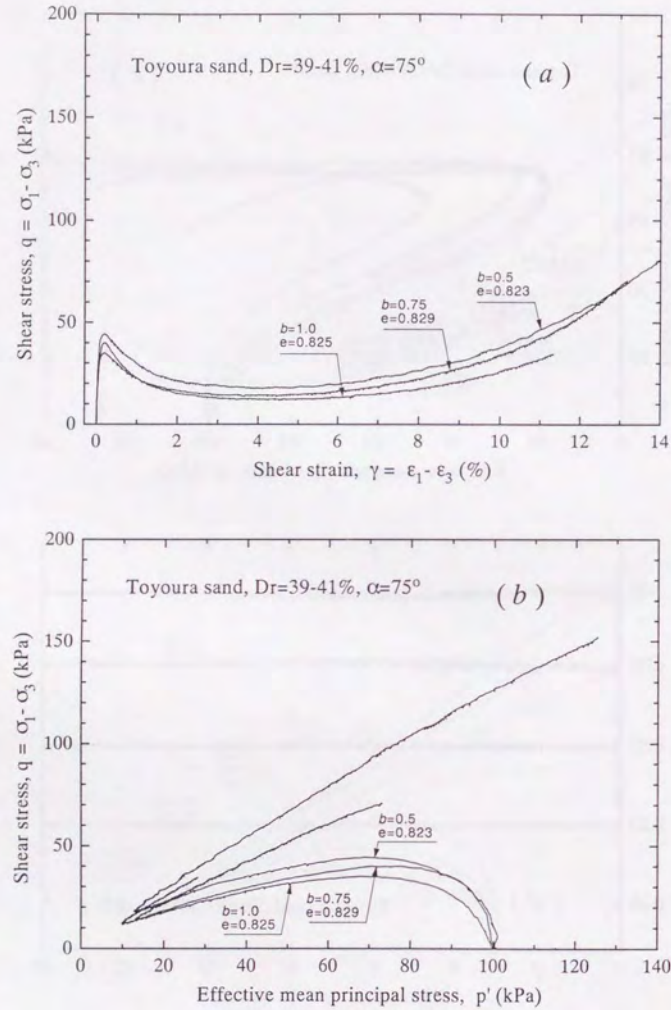 200
150
100
50
0
Shear stress, q = σ₁- σ₃ (kPa)
Toyoura sand, Dr=39-41%, α=75°
(a)
b=0.5
e=0.823
b=0.75
e=0.829
b=1.0
e=0.825
0 2 4 6 8 10 12 14
Shear strain, γ = ε₁- ε₃ (%)
200
150
100
50
0
Shear stress, q = σ₁- σ₃ (kPa)
Toyoura sand, Dr=39-41%, α=75°
(b)
b=0.5
e=0.823
b=1.0
e=0.825
b=0.75
e=0.829
0 20 40 60 80 100 120 140
Effective mean principal stress, p' (kPa)